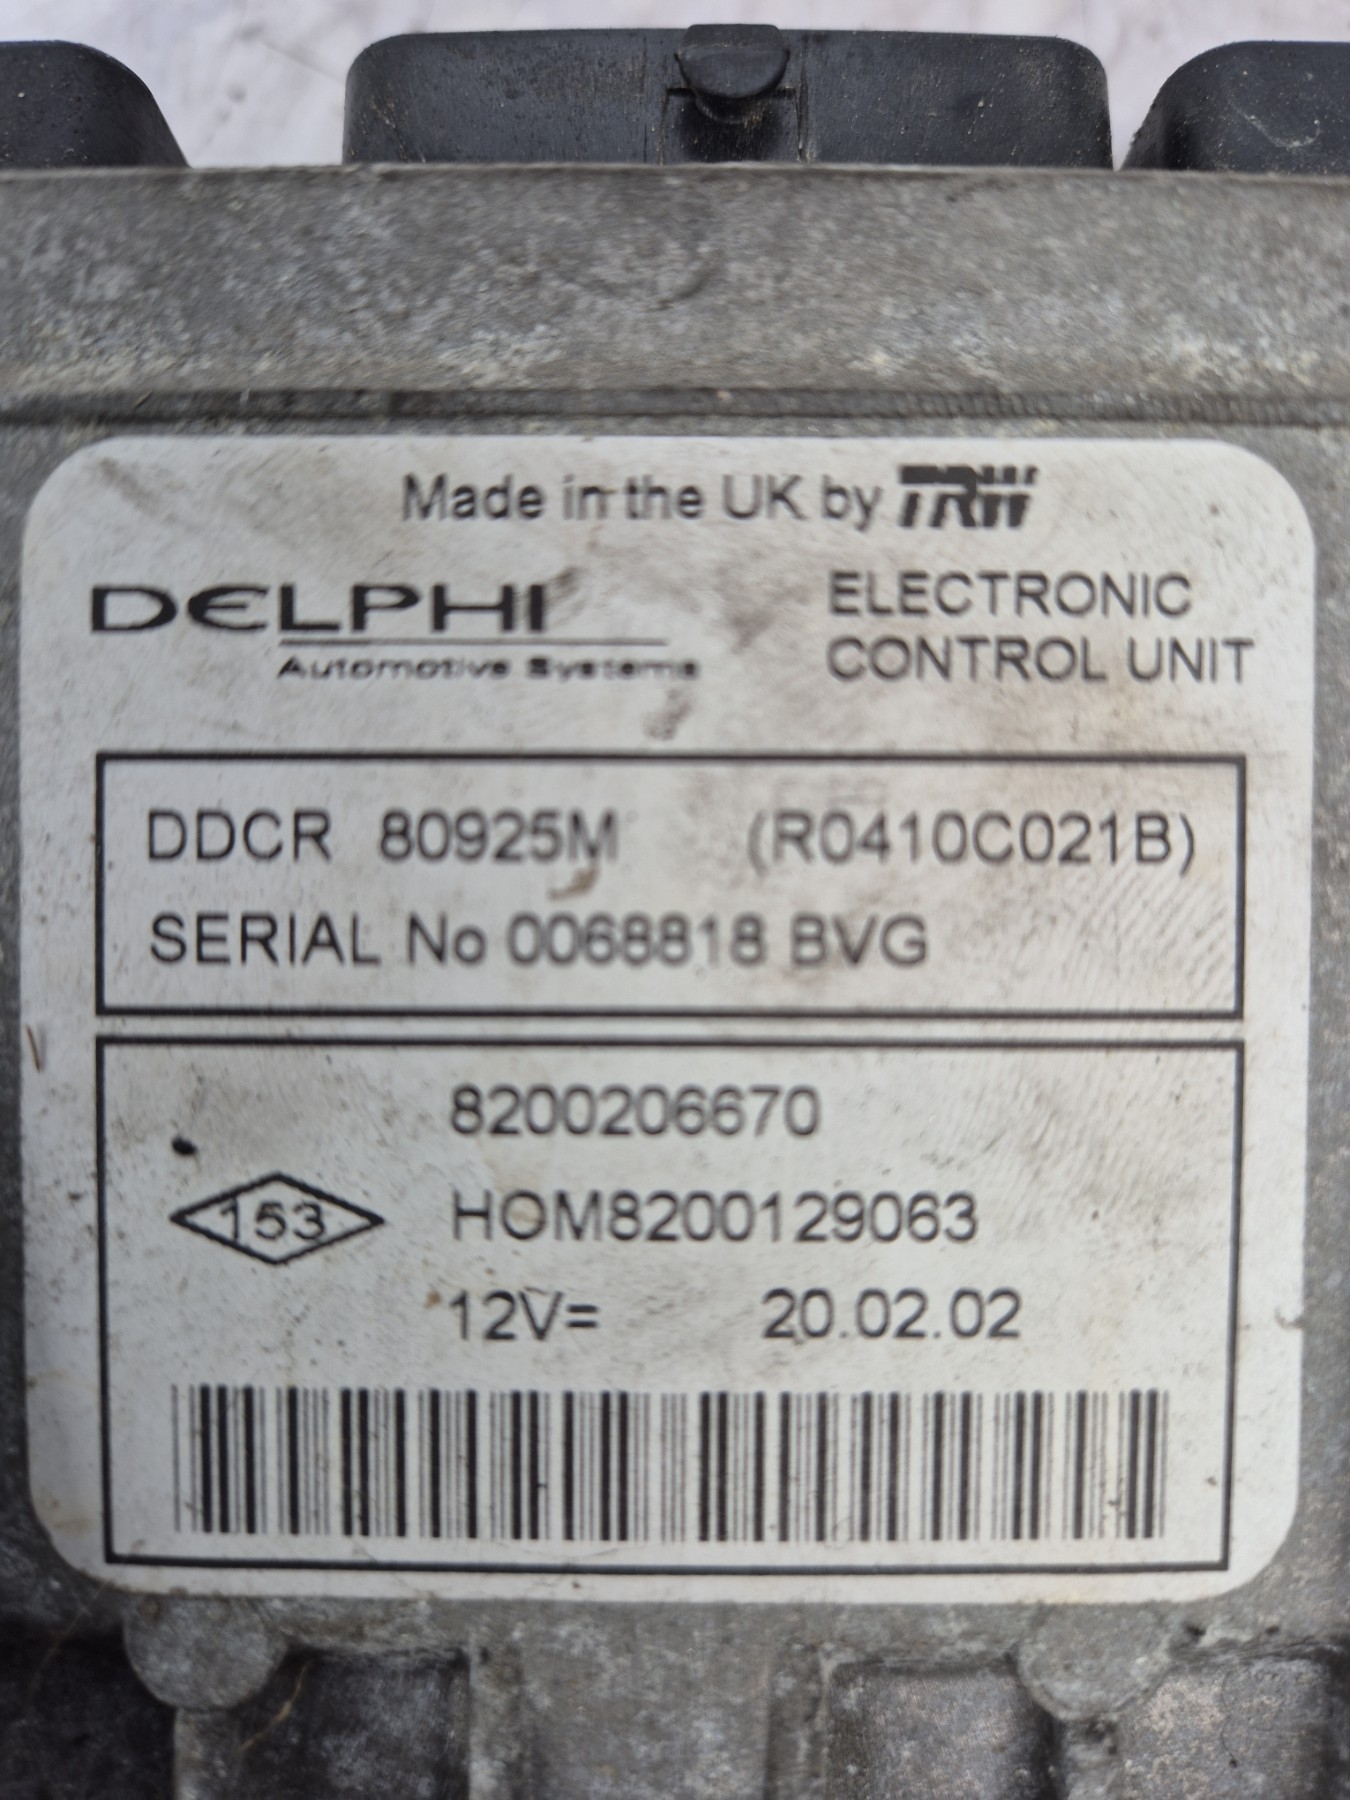 Made in the UK by TRW
DELPHI
Automotive Systems
ELECTRONIC
CONTROL UNIT
DDCR 80925M (R0410C021B)
SERIAL No 0068818 BVG
8200206670
153 HOM8200129063
12V= 20.02.02